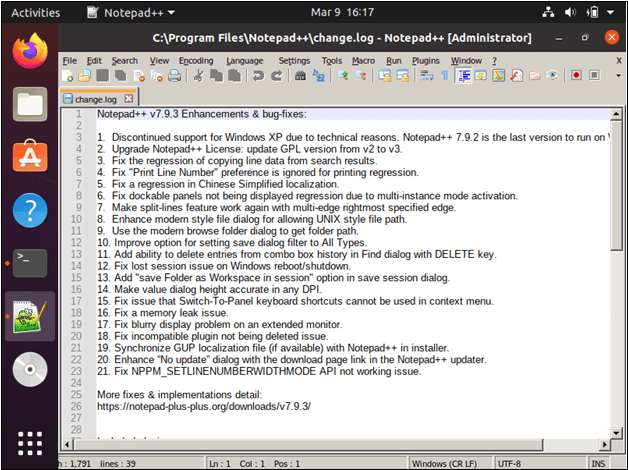 Activities
Notepad++
Mar 9 16:17
C:\Program Files\Notepad++\change.log - Notepad++ [Administrator]
File Edit Search View Encoding Language Settings Tools Macro Run Plugins Window ? X
change.log
1 Notepad++ v7.9.3 Enhancements & bug-fixes:
2
3 1. Discontinued support for Windows XP due to technical reasons. Notepad++ 7.9.2 is the last version to run on
4 2. Upgrade Notepad++ License: update GPL version from v2 to v3.
5 3. Fix the regression of copying line data from search results.
6 4. Fix "Print Line Number" preference is ignored for printing regression.
7 5. Fix a regression in Chinese Simplified localization.
8 6. Fix dockable panels not being displayed regression due to multi-instance mode activation.
9 7. Make split-lines feature work again with multi-edge rightmost specified edge.
10 8. Enhance modern style file dialog for allowing UNIX style file path.
11 9. Use the modern browse folder dialog to get folder path.
12 10. Improve option for setting save dialog filter to All Types.
13 11. Add ability to delete entries from combo box history in Find dialog with DELETE key.
14 12. Fix lost session issue on Windows reboot/shutdown.
15 13. Add "save Folder as Workspace in session" option in save session dialog.
16 14. Make value dialog height accurate in any DPI.
17 15. Fix issue that Switch-To-Panel keyboard shortcuts cannot be used in context menu.
18 16. Fix a memory leak issue.
19 17. Fix blurry display problem on an extended monitor.
20 18. Fix incompatible plugin not being deleted issue.
21 19. Synchronize GUP localization file (if available) with Notepad++ in installer.
22 20. Enhance “No update” dialog with the download page link in the Notepad++ updater.
23 21. Fix NPPM_SETLINENUMBERWIDTHMODE API not working issue.
24
25 More fixes & implementations detail:
26 https://notepad-plus-plus.org/downloads/v7.9.3/
27
28
h : 1,791 lines : 39 Ln : 1 Col : 1 Pos : 1 Windows (CR LF) UTF-8 INS